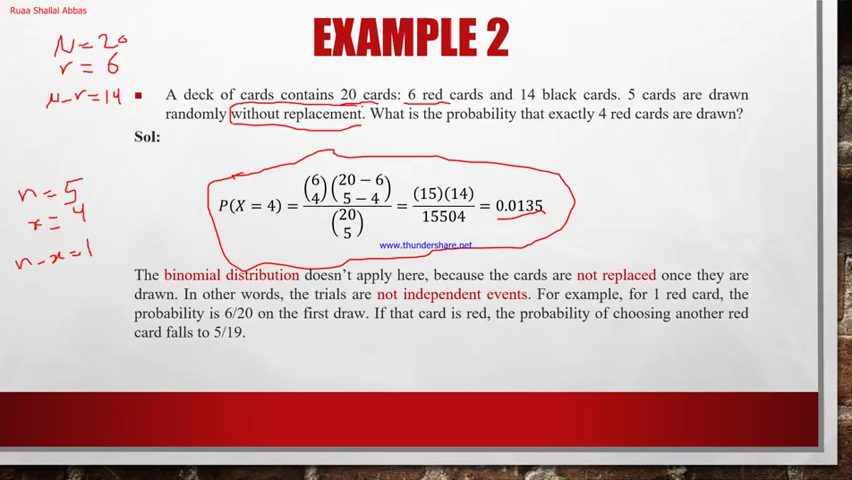 Ruaa Shallal Abbas
EXAMPLE 2
N = 20
r = 6
N-r = 14
A deck of cards contains 20 cards: 6 red cards and 14 black cards. 5 cards are drawn
randomly without replacement. What is the probability that exactly 4 red cards are drawn?
Sol:
n = 5
x = 4
n-x = 1
P(X = 4) = (6 4)(20 − 6 5 − 4) / (20 5) = (15)(14) / 15504 = 0.0135
www.thundershare.net
The binomial distribution doesn't apply here, because the cards are not replaced once they are
drawn. In other words, the trials are not independent events. For example, for 1 red card, the
probability is 6/20 on the first draw. If that card is red, the probability of choosing another red
card falls to 5/19.